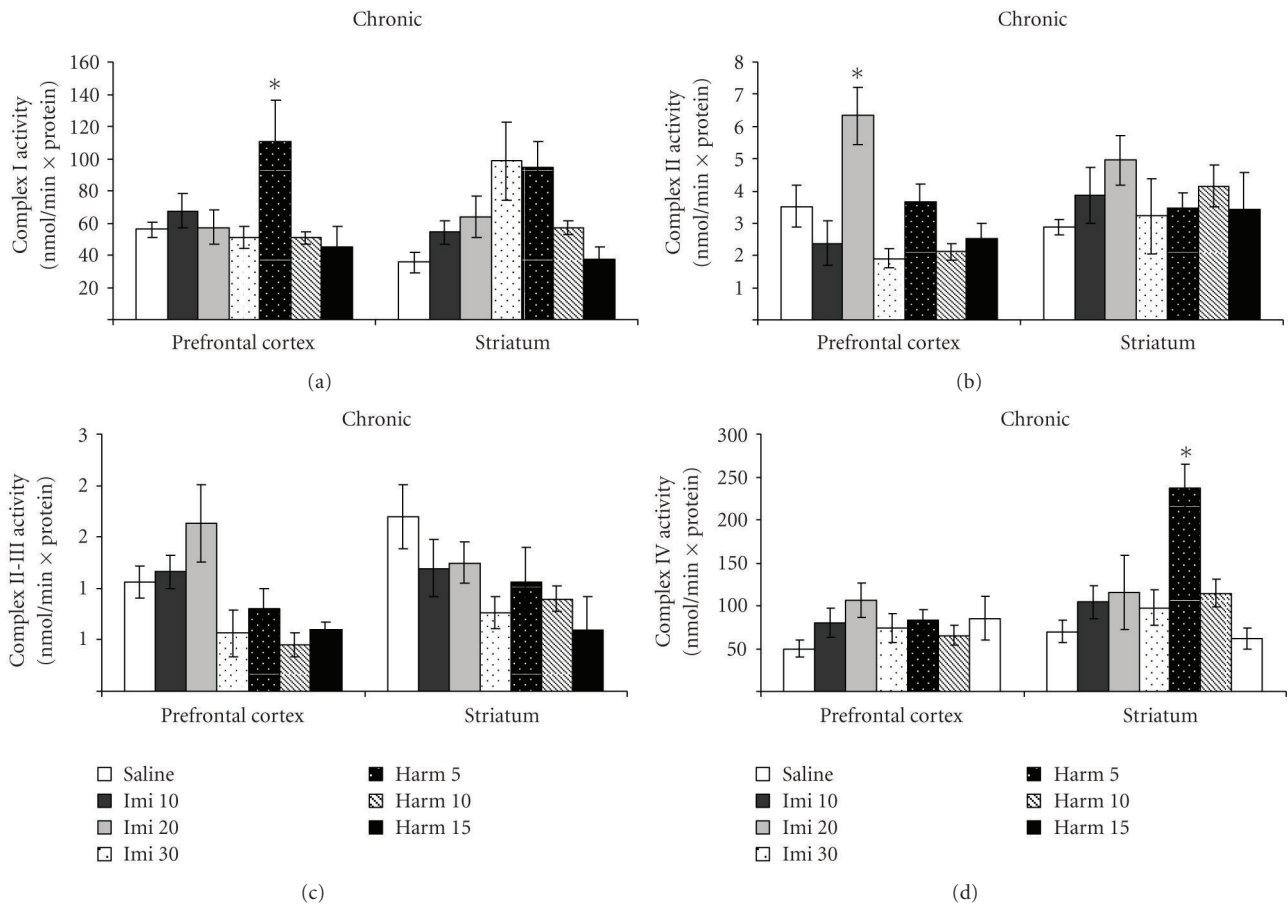 Chronic
Complex I activity
(nmol/min × protein)
160
140
120
100
80
60
40
20
*
Prefrontal cortex
Striatum
(a)
Chronic
Complex II activity
(nmol/min × protein)
8
7
6
5
4
3
2
1
*
Prefrontal cortex
Striatum
(b)
Chronic
Complex II-III activity
(nmol/min × protein)
3
2
2
1
1
Prefrontal cortex
Striatum
Saline
Imi 10
Imi 20
Imi 30
Harm 5
Harm 10
Harm 15
(c)
Chronic
Complex IV activity
(nmol/min × protein)
300
250
200
150
100
50
*
Prefrontal cortex
Striatum
Saline
Imi 10
Imi 20
Imi 30
Harm 5
Harm 10
Harm 15
(d)